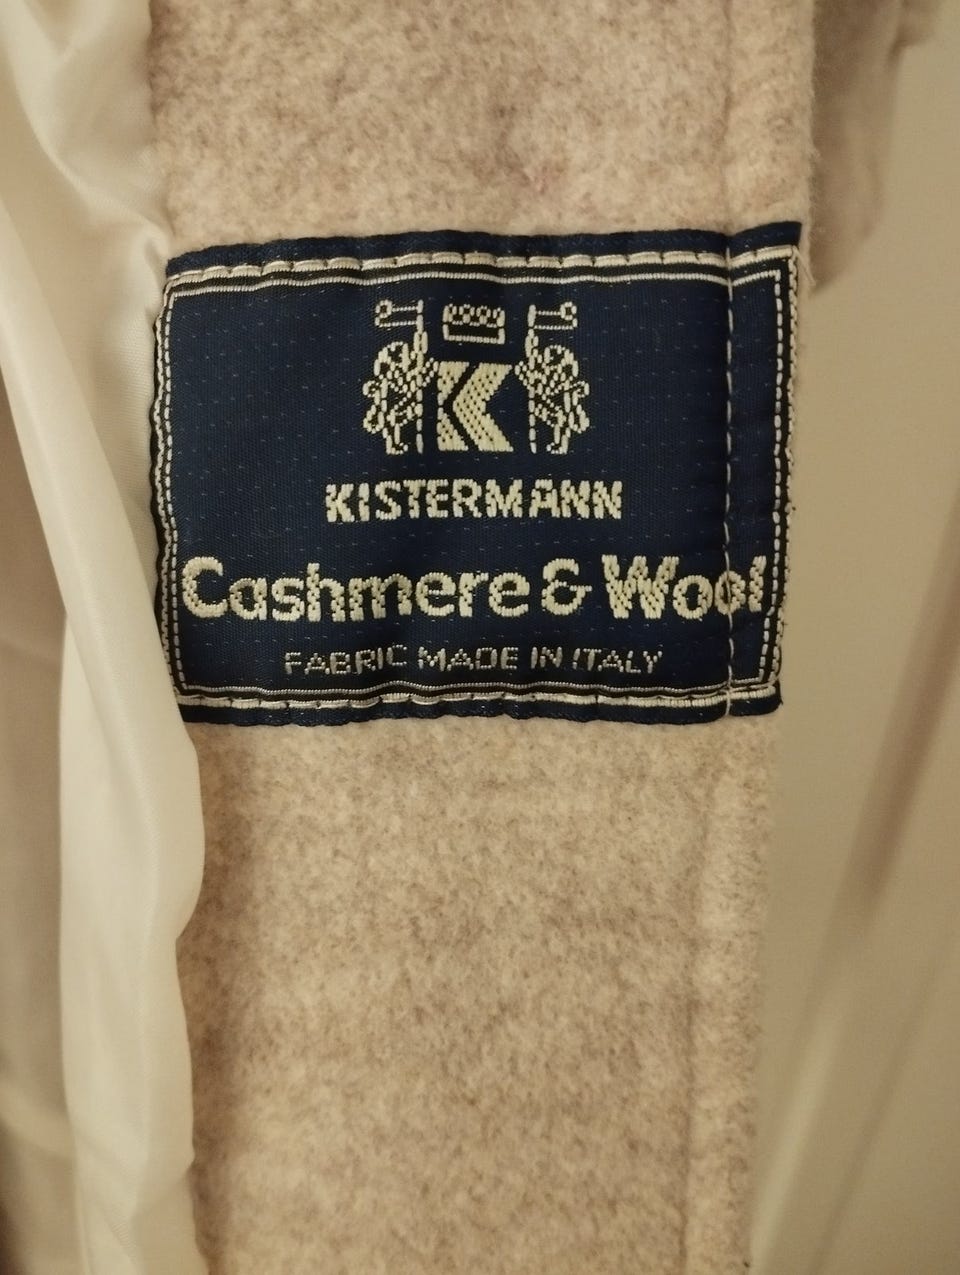 K
KISTERMANN
Cashmere & Wool
FABRIC MADE IN ITALY